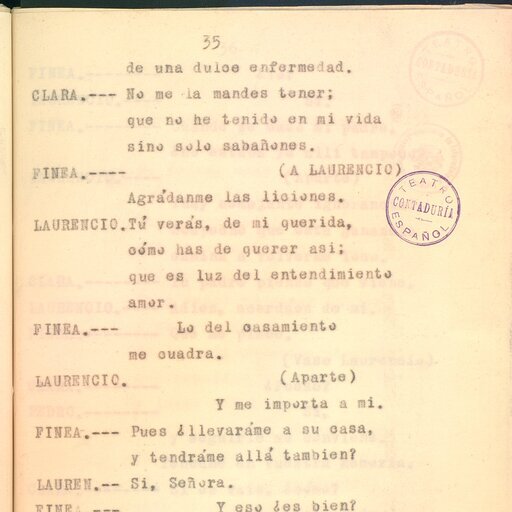 35
de una dulce enfermedad.
CLARA.--- No me la mandes tener;
que no he tenido en mi vida
sino solo sabañones.
FINEA.---- (A LAURENCIO)
Agrádanme las liciones.
LAURENCIO.Tú verás, de mi querida,
cómo has de querer asi;
que es luz del entendimiento
amor.
FINEA.--- Lo del casamiento
me cuadra.
LAURENCIO. (Aparte)
Y me importa a mi.
FINEA.--- Pues ¿llevaráme a su casa,
y tendráme allá tambien?
LAUREN.-- Si, Señora.
FINEA.--- Y eso ¿es bien?
TEATRO
CONTADURÍA
ESPAÑOL